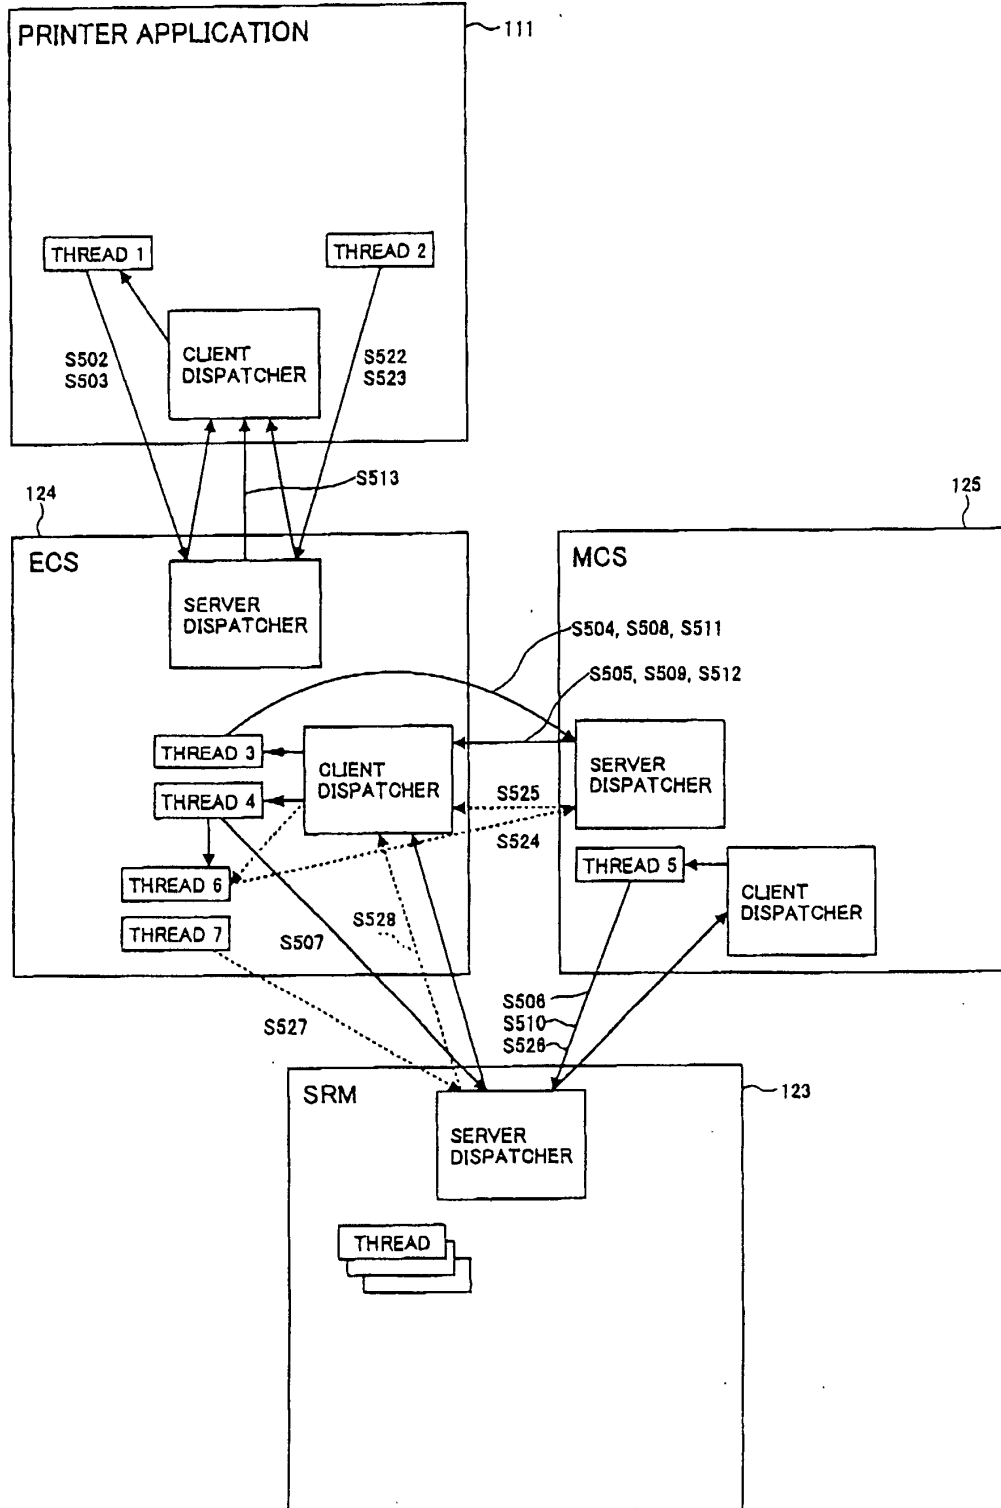 PRINTER APPLICATION
111
THREAD 1
THREAD 2
CLIENT
DISPATCHER
S502
S503
S522
S523
S513
124
125
ECS
MCS
SERVER
DISPATCHER
S504, S508, S511
S505, S509, S512
THREAD 3
CLIENT
DISPATCHER
SERVER
DISPATCHER
THREAD 4
S525
S524
THREAD 5
THREAD 6
CLIENT
DISPATCHER
THREAD 7
S507
S528
S506
S510
S526
S527
SRM
123
SERVER
DISPATCHER
THREAD